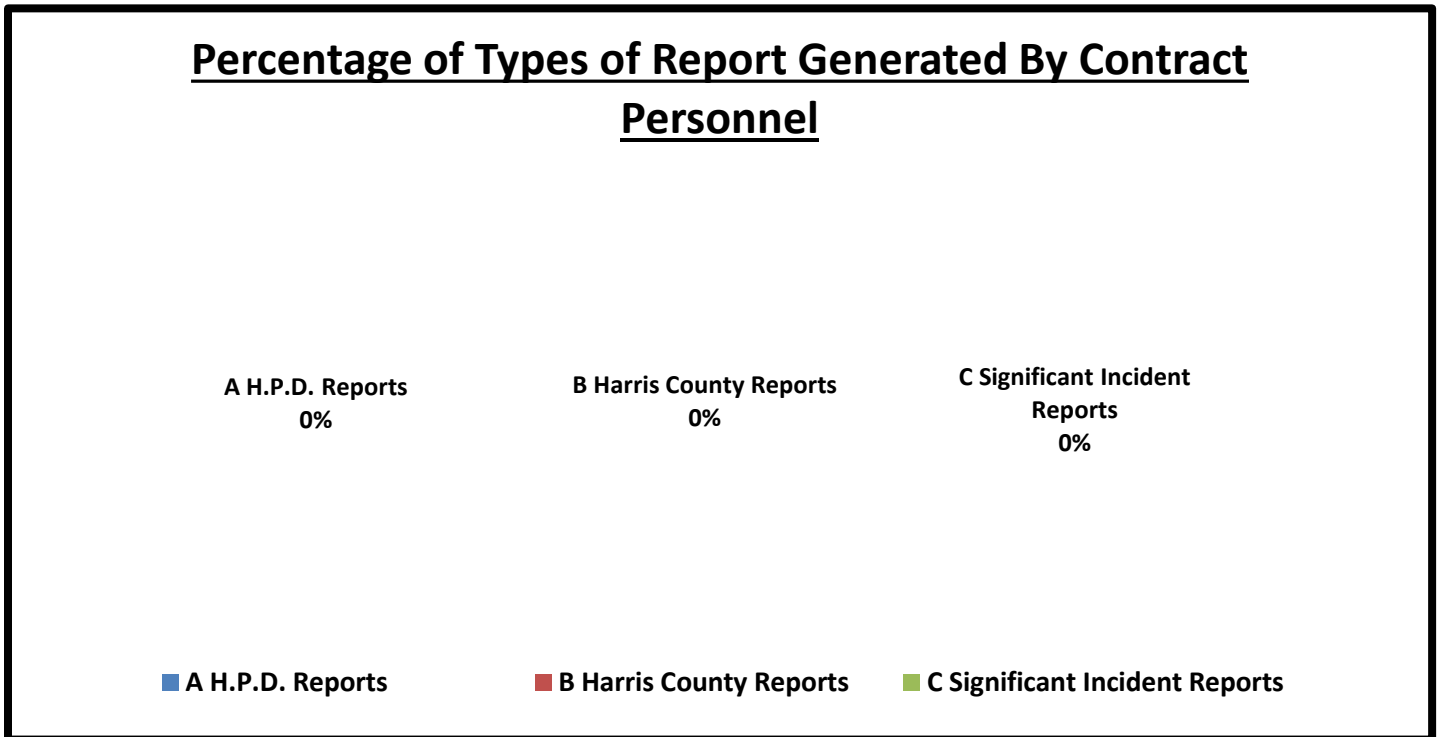 Percentage of Types of Report Generated By Contract
Personnel
A H.P.D. Reports
0%
B Harris County Reports
0%
C Significant Incident
Reports
0%
A H.P.D. Reports
B Harris County Reports
C Significant Incident Reports